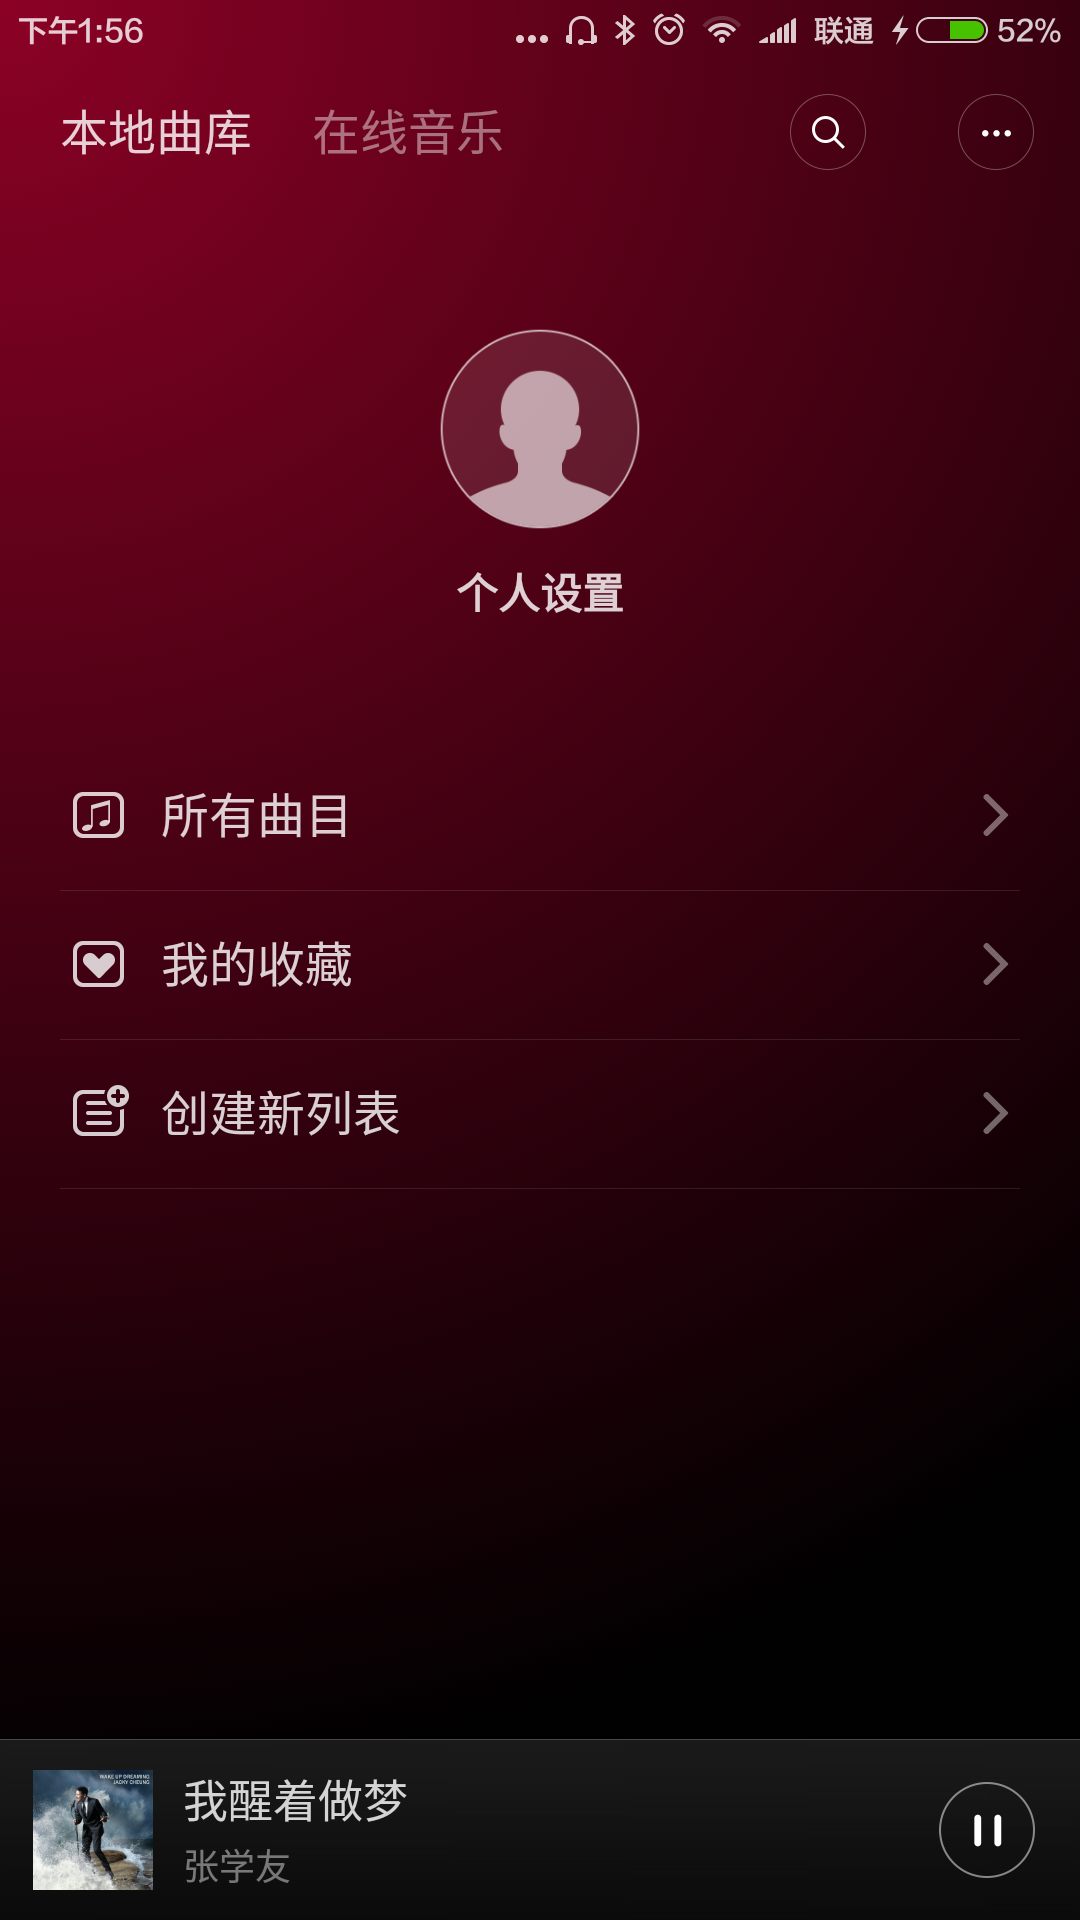 下午1:56
联通 52%
本地曲库 在线音乐
个人设置
所有曲目
我的收藏
创建新列表
WAKE UP DREAMING
JACKY CHEUNG
我醒着做梦
张学友